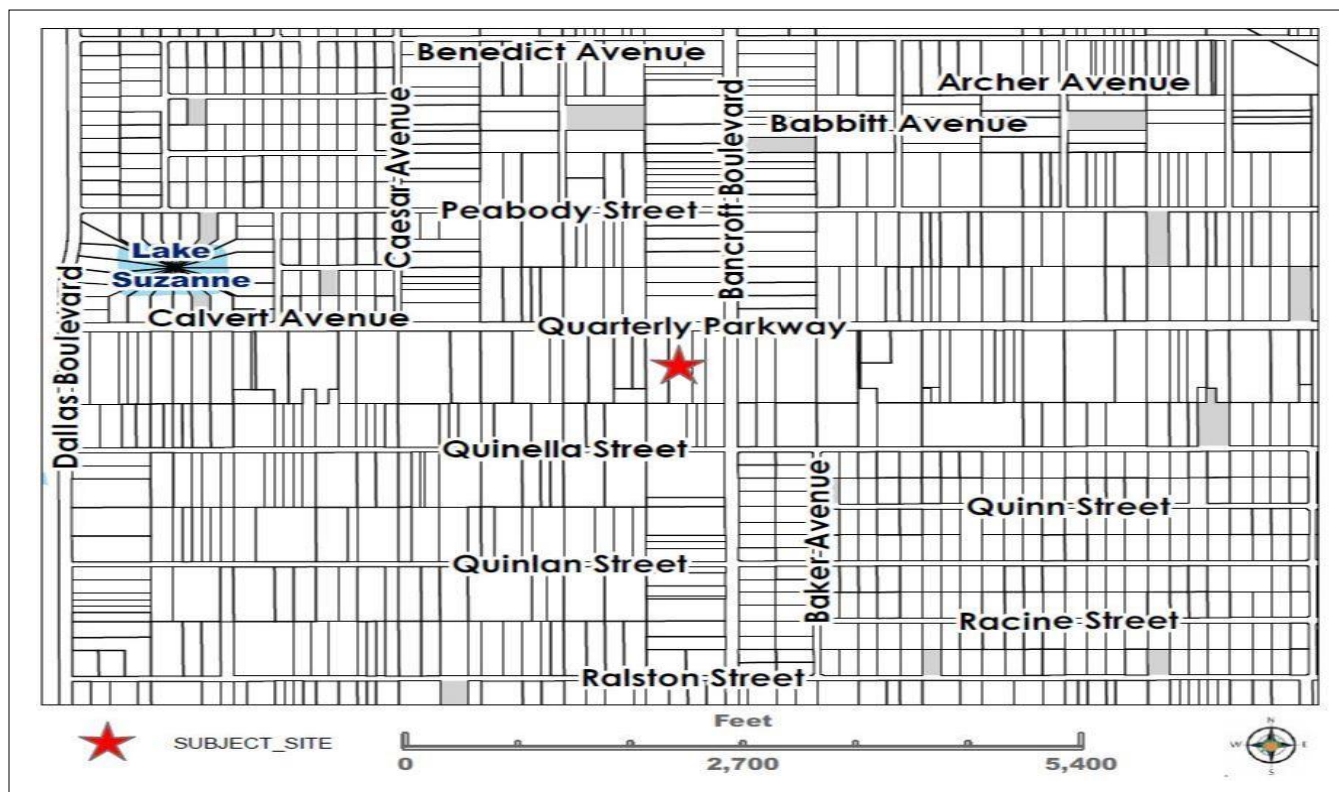 Benedict Avenue
Archer Avenue
Babbitt Avenue
Caesar Avenue
Bancroft Boulevard
Peabody Street
Lake
Suzanne
Dallas Boulevard
Calvert Avenue
Quarterly Parkway
Quinella Street
Baker Avenue
Quinn Street
Quinlan Street
Racine Street
Ralston Street
SUBJECT_SITE
Feet
0 2,700 5,400
N
W E
S